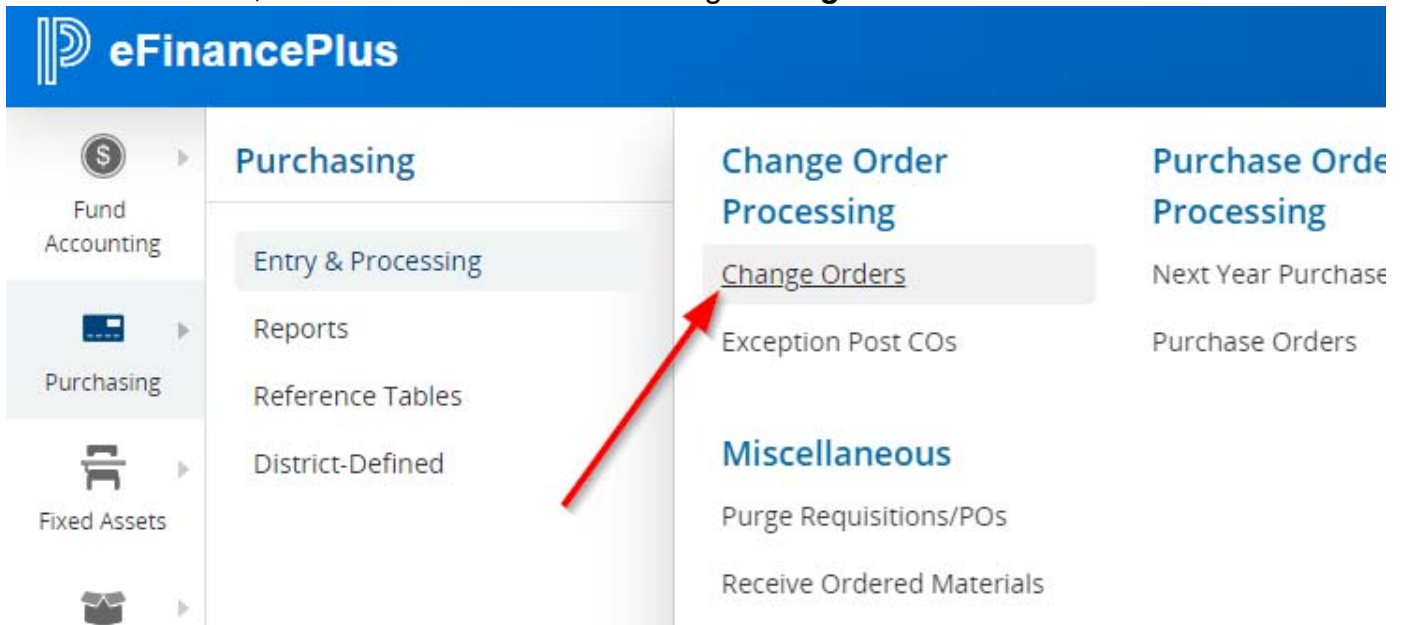 eFinancePlus
Fund
Accounting
Purchasing
Fixed Assets
Purchasing
Entry & Processing
Reports
Reference Tables
District-Defined
Change Order
Processing
Change Orders
Exception Post COs
Miscellaneous
Purge Requisitions/POs
Receive Ordered Materials
Purchase Orde
Processing
Next Year Purchase
Purchase Orders